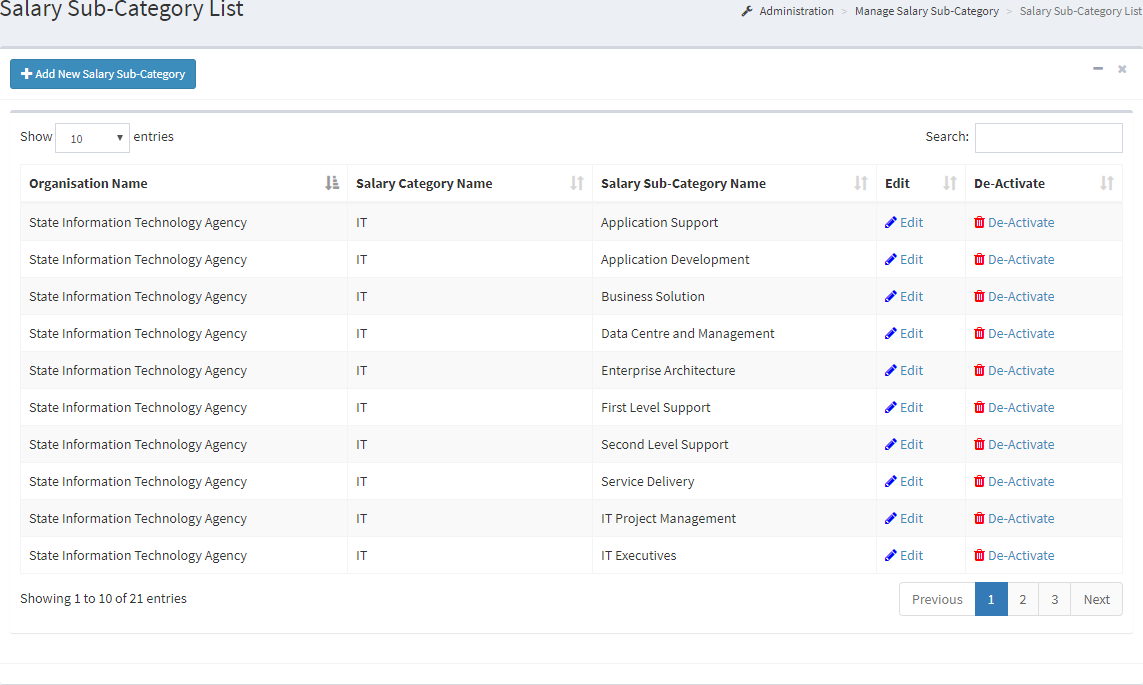 Salary Sub-Category List
Administration > Manage Salary Sub-Category > Salary Sub-Category List
Add New Salary Sub-Category
Show 10 entries Search:
Organisation Name Salary Category Name Salary Sub-Category Name Edit De-Activate
State Information Technology Agency IT Application Support Edit De-Activate
State Information Technology Agency IT Application Development Edit De-Activate
State Information Technology Agency IT Business Solution Edit De-Activate
State Information Technology Agency IT Data Centre and Management Edit De-Activate
State Information Technology Agency IT Enterprise Architecture Edit De-Activate
State Information Technology Agency IT First Level Support Edit De-Activate
State Information Technology Agency IT Second Level Support Edit De-Activate
State Information Technology Agency IT Service Delivery Edit De-Activate
State Information Technology Agency IT IT Project Management Edit De-Activate
State Information Technology Agency IT IT Executives Edit De-Activate
Showing 1 to 10 of 21 entries Previous 1 2 3 Next